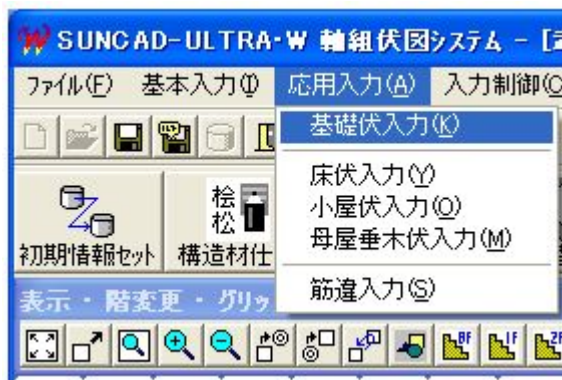 SUNCAD-ULTRA・W 軸組伏図システム - [
ファイル(F) 基本入力(I) 応用入力(A) 入力制御(C
基礎伏入力(K)
床伏入力(Y)
小屋伏入力(O)
母屋垂木伏入力(M)
筋違入力(S)
桧
松
初期情報セット 構造材仕
表示・階変更・グリッ
BF 1F 2F